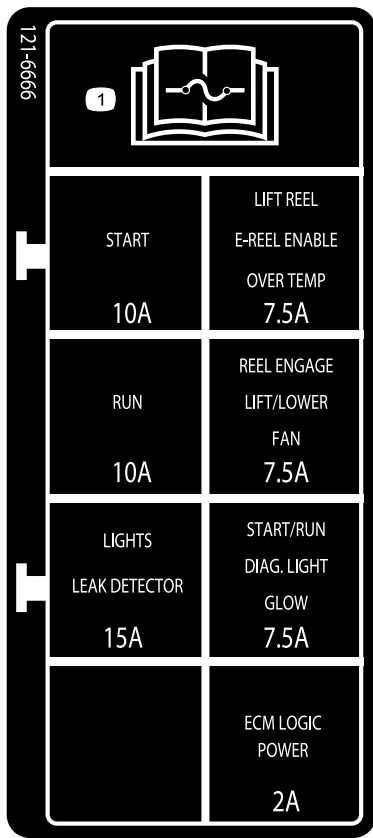 121-6666
1
START
10A
LIFT REEL
E-REEL ENABLE
OVER TEMP
7.5A
RUN
10A
REEL ENGAGE
LIFT/LOWER
FAN
7.5A
LIGHTS
LEAK DETECTOR
15A
START/RUN
DIAG. LIGHT
GLOW
7.5A
ECM LOGIC
POWER
2A